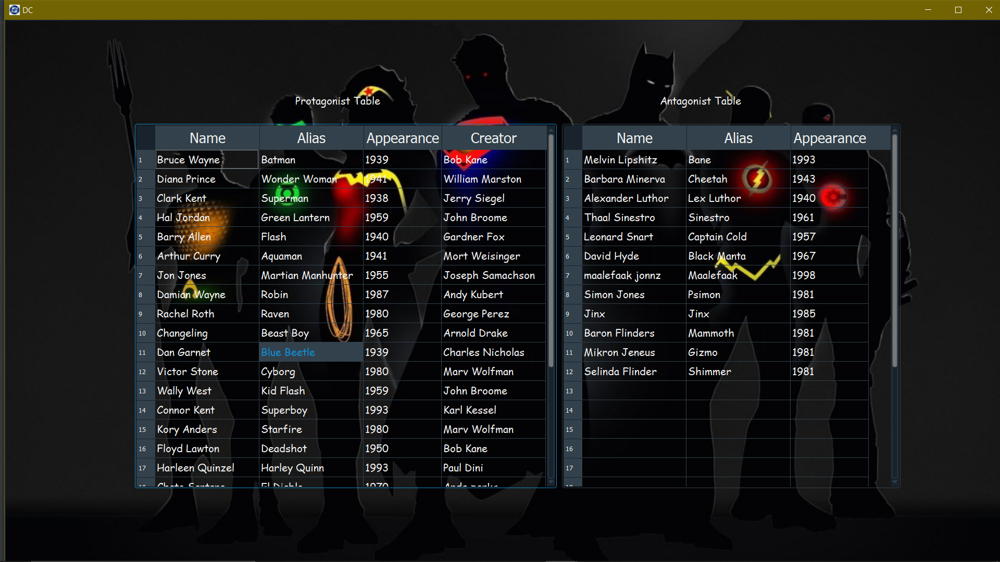 DC
Protagonist Table
Name Alias Appearance Creator
1 Bruce Wayne Batman 1939 Bob Kane
2 Diana Prince Wonder Woman 1941 William Marston
3 Clark Kent Superman 1938 Jerry Siegel
4 Hal Jordan Green Lantern 1959 John Broome
5 Barry Allen Flash 1940 Gardner Fox
6 Arthur Curry Aquaman 1941 Mort Weisinger
7 Jon Jones Martian Manhunter 1955 Joseph Samachson
8 Damian Wayne Robin 1987 Andy Kubert
9 Rachel Roth Raven 1980 George Perez
10 Changeling Beast Boy 1965 Arnold Drake
11 Dan Garnet Blue Beetle 1939 Charles Nicholas
12 Victor Stone Cyborg 1980 Marv Wolfman
13 Wally West Kid Flash 1959 John Broome
14 Connor Kent Superboy 1993 Karl Kessel
15 Kory Anders Starfire 1980 Marv Wolfman
16 Floyd Lawton Deadshot 1950 Bob Kane
17 Harleen Quinzel Harley Quinn 1993 Paul Dini
18 El Diablo 1970
Antagonist Table
Name Alias Appearance
1 Melvin Lipshitz Bane 1993
2 Barbara Minerva Cheetah 1943
3 Alexander Luthor Lex Luthor 1940
4 Thaal Sinestro Sinestro 1961
5 Leonard Snart Captain Cold 1957
6 David Hyde Black Manta 1967
7 maalefaak jonnz Maalefaak 1998
8 Simon Jones Psimon 1981
9 Jinx Jinx 1985
10 Baron Flinders Mammoth 1981
11 Mikron Jeneus Gizmo 1981
12 Selinda Flinder Shimmer 1981
13
14
15
16
17
18